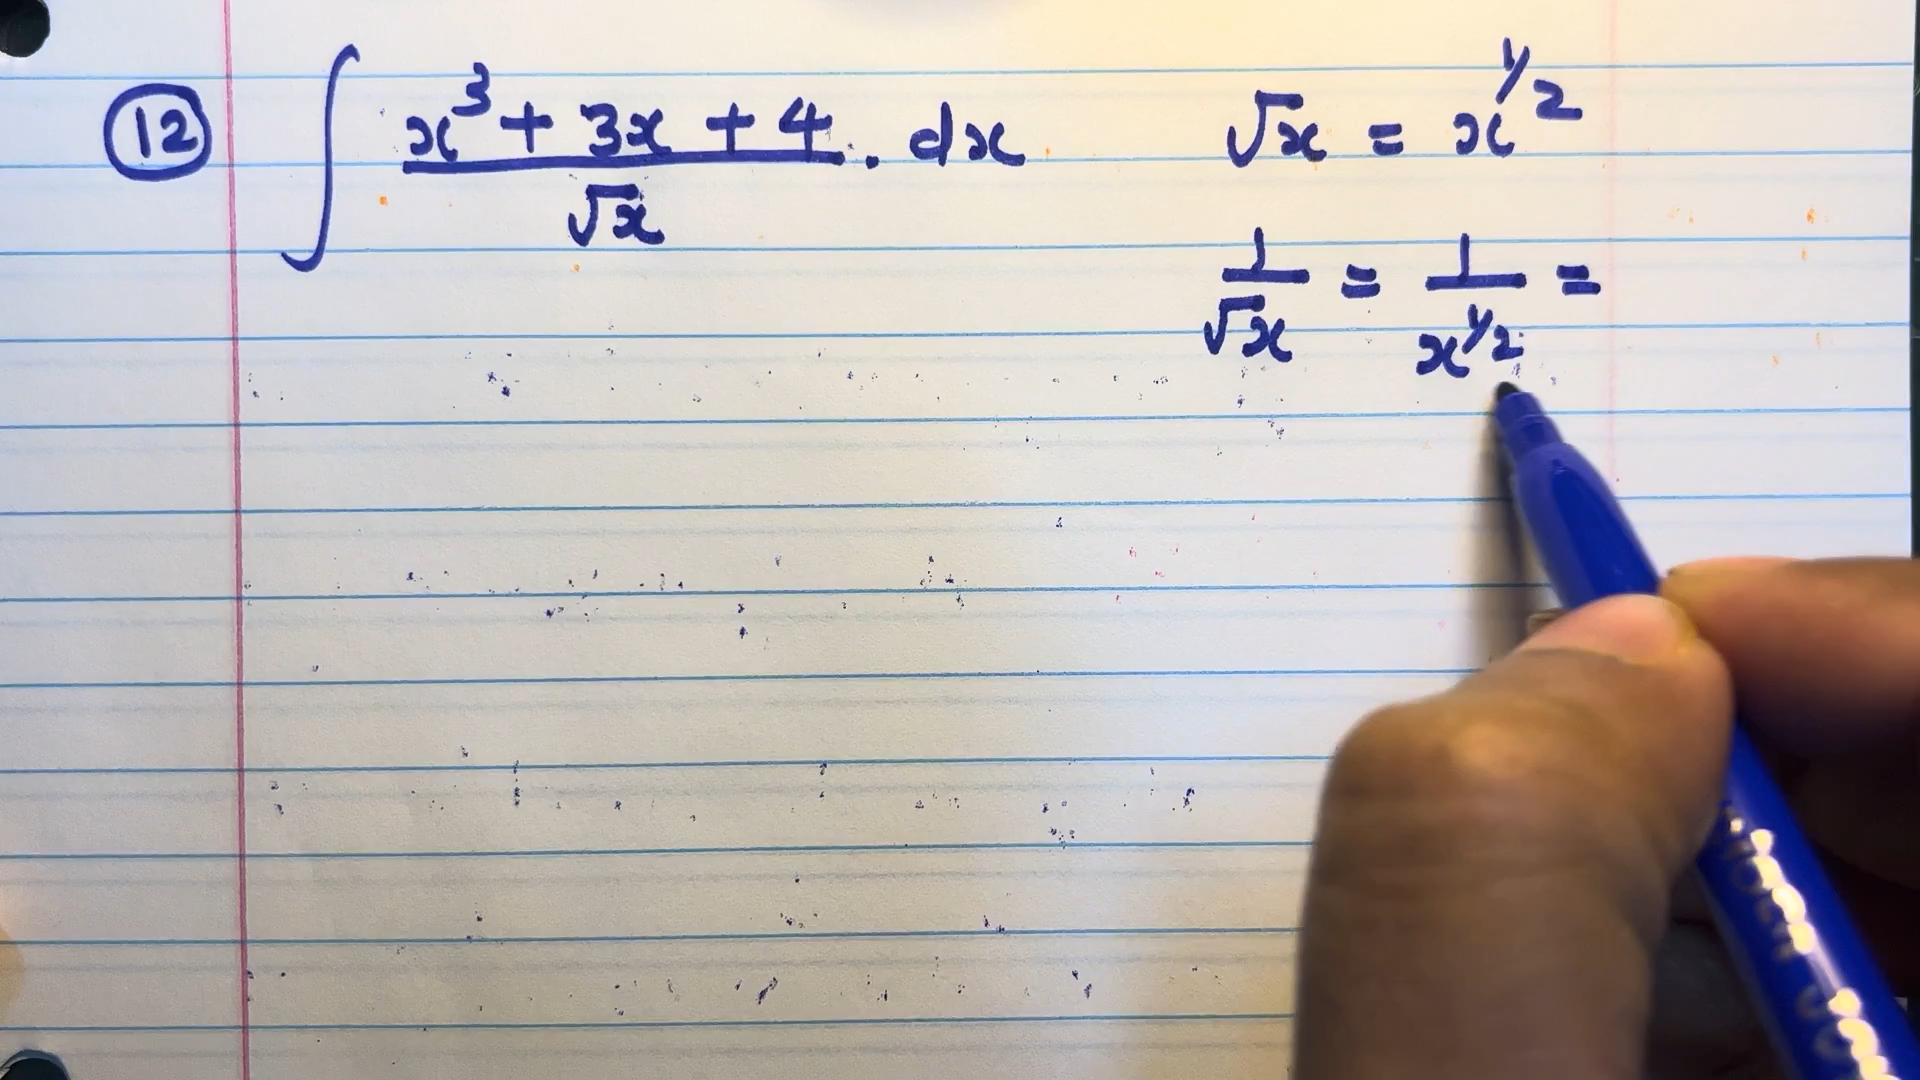 12 ∫ x³ + 3x + 4 / √x . dx
√x = x^1/2
1/√x = 1/x^1/2 =